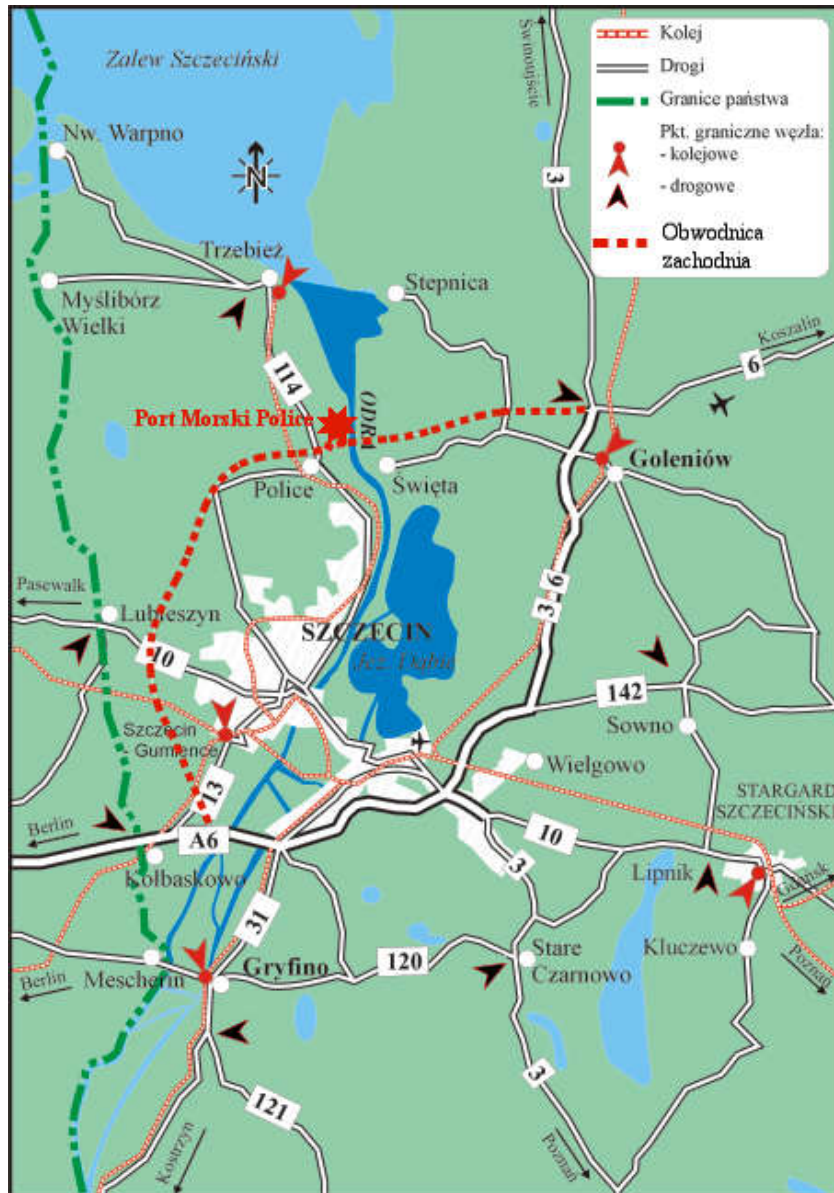 Zalew Szczeciński
Świnoujście
Kolej
Drogi
Granice państwa
Pkt. graniczne węzła:
- kolejowe
- drogowe
Obwodnica
zachodnia
Nw. Warpno
N
3
Trzebież
Stepnica
Myślibórz
Wielki
Koszalin
6
114
ODRA
Port Morski Police
Goleniów
Police
Święta
Pasewalk
Lubieszyn
3
6
SZCZECIN
Jez. Dąbie
10
142
Sowno
Szczecin
- Gumieńce
Wielgowo
13
STARGARD
SZCZECIŃSKI
Berlin
A6
10
Kołbaskowo
3
Lipnik
Gdańsk
31
Kluczewo
Stare
Czarnowo
120
Poznań
Mescherin
Gryfino
Berlin
3
121
Kostrzyn
Poznań